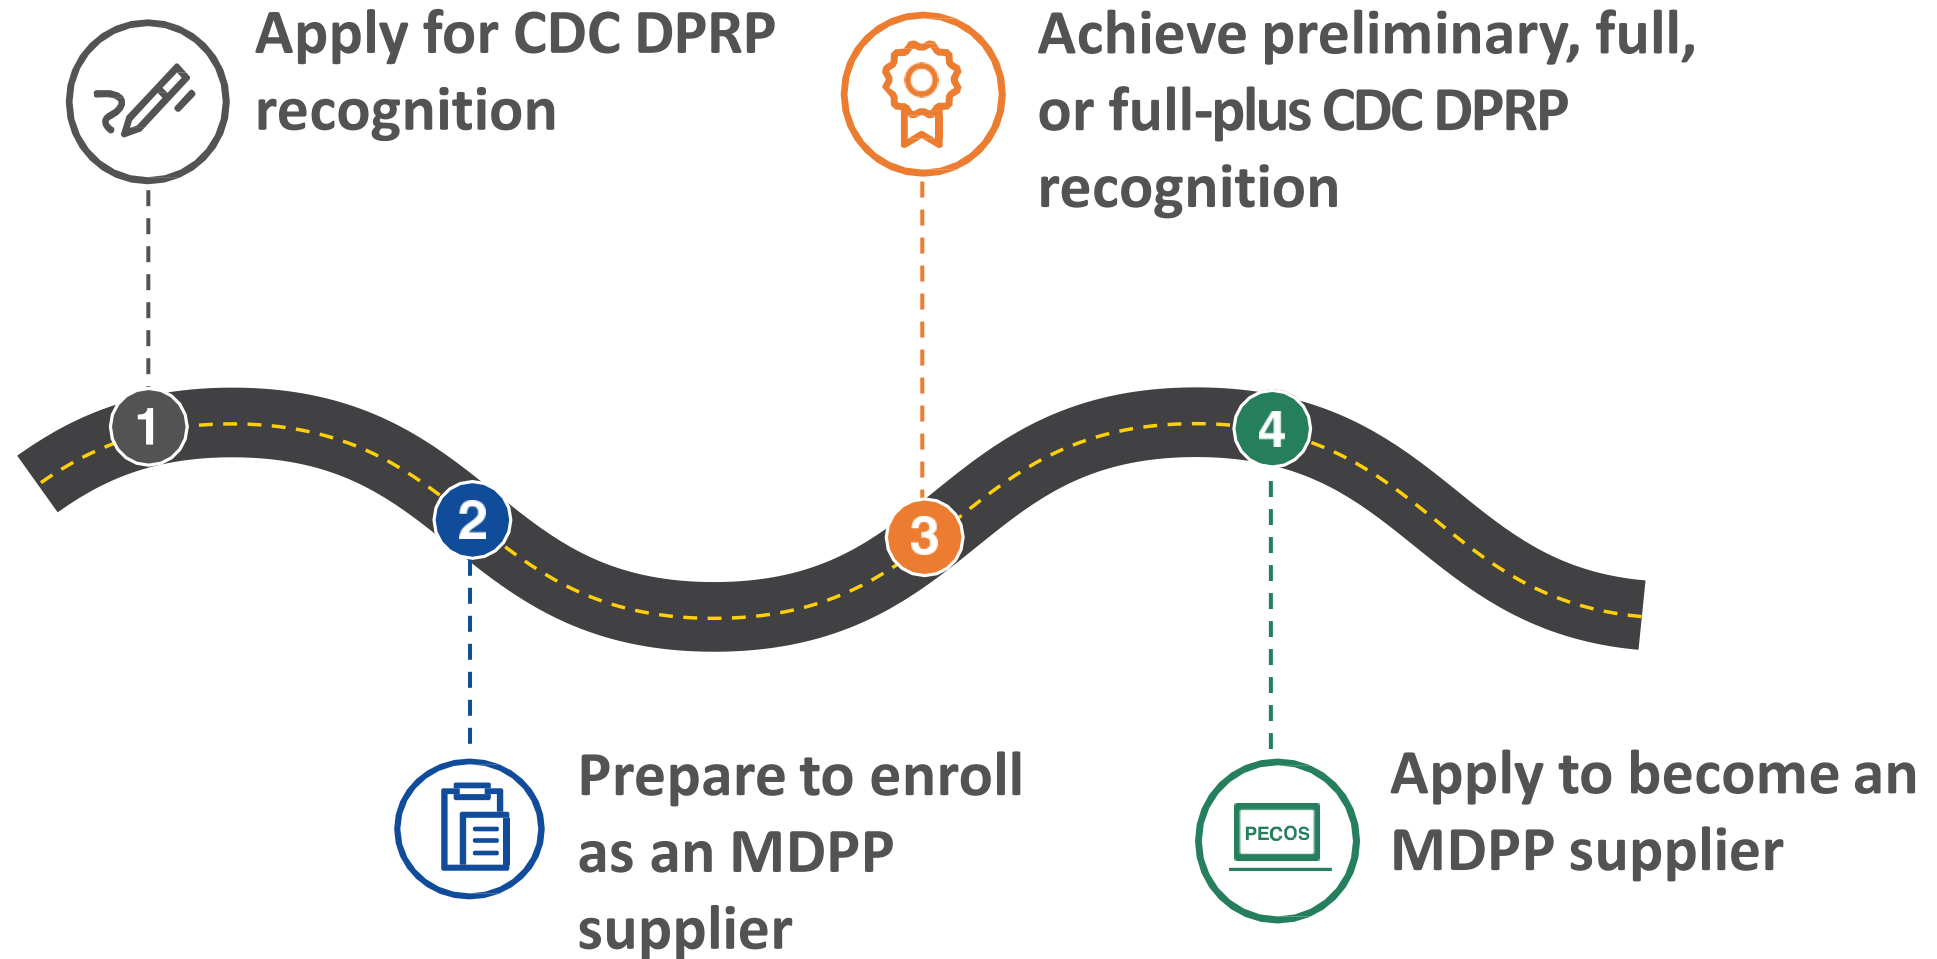 Apply for CDC DPRP
recognition
Achieve preliminary, full,
or full-plus CDC DPRP
recognition
1
2
3
4
Prepare to enroll
as an MDPP
supplier
PECOS
Apply to become an
MDPP supplier